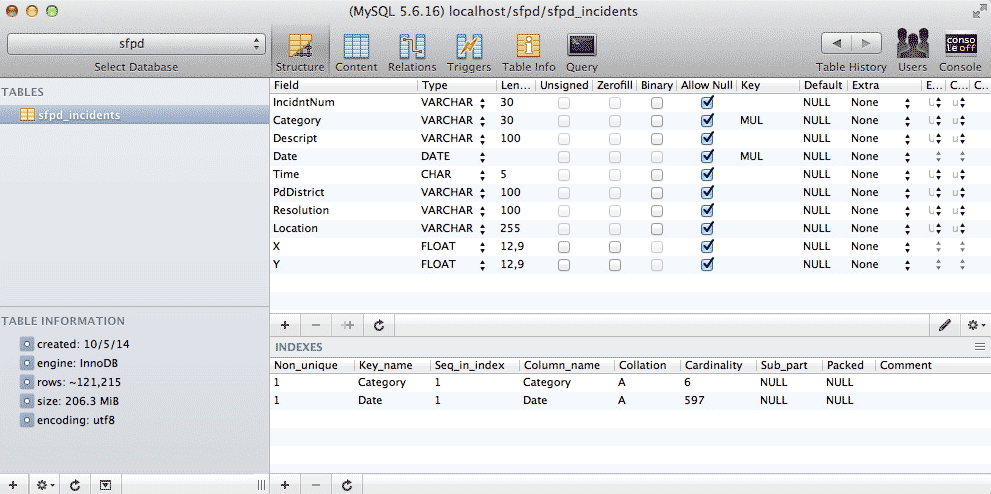 (MySQL 5.6.16) localhost/sfpd/sfpd_incidents
sfpd
Select Database
Structure Content Relations Triggers Table Info Query
Table History Users Console
conso
le off
TABLES
sfpd_incidents
Field Type Len... Unsigned Zerofill Binary Allow Null Key Default Extra E... C... C...
IncidntNum VARCHAR 30 NULL None u
Category VARCHAR 30 MUL NULL None u u
Descript VARCHAR 100 NULL None u u
Date DATE MUL NULL None
Time CHAR 5 NULL None u u
PdDistrict VARCHAR 100 NULL None u u
Resolution VARCHAR 100 NULL None u u
Location VARCHAR 255 NULL None u u
X FLOAT 12,9 NULL None
Y FLOAT 12,9 NULL None
TABLE INFORMATION
created: 10/5/14
engine: InnoDB
rows: ~121,215
size: 206.3 MiB
encoding: utf8
INDEXES
Non_unique Key_name Seq_in_index Column_name Collation Cardinality Sub_part Packed Comment
1 Category 1 Category A 6 NULL NULL
1 Date 1 Date A 597 NULL NULL